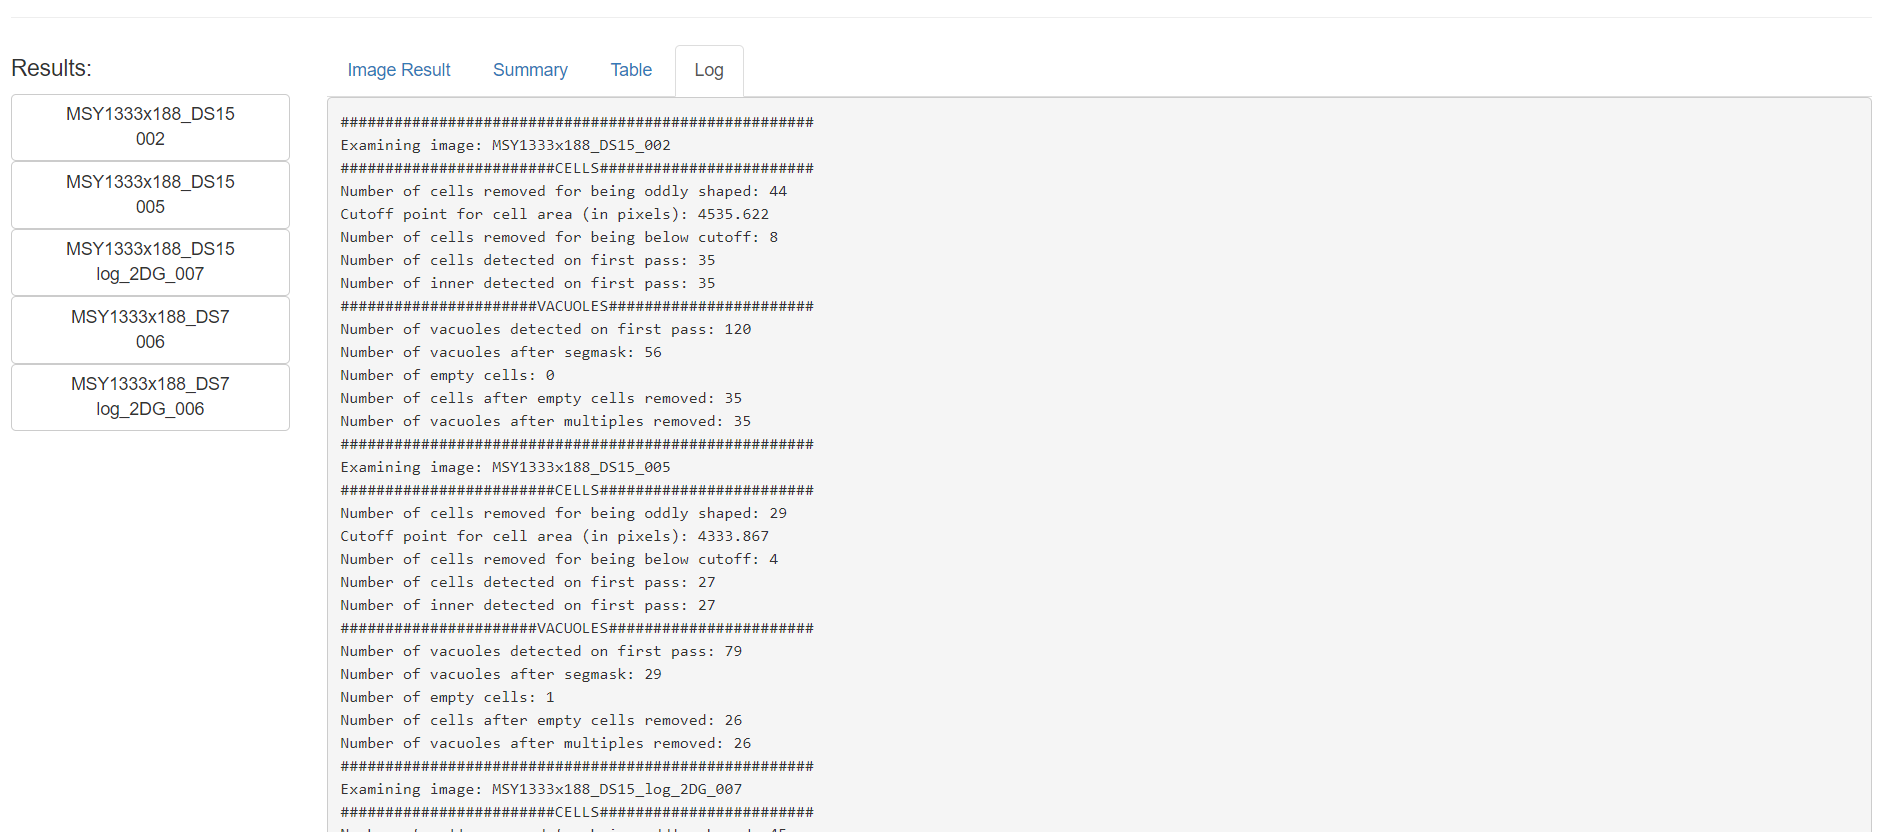 Results:
MSY1333x188_DS15
002
MSY1333x188_DS15
005
MSY1333x188_DS15
log_2DG_007
MSY1333x188_DS7
006
MSY1333x188_DS7
log_2DG_006
Image Result Summary Table Log
#####################################################
Examining image: MSY1333x188_DS15_002
########################CELLS########################
Number of cells removed for being oddly shaped: 44
Cutoff point for cell area (in pixels): 4535.622
Number of cells removed for being below cutoff: 8
Number of cells detected on first pass: 35
Number of inner detected on first pass: 35
######################VACUOLES#######################
Number of vacuoles detected on first pass: 120
Number of vacuoles after segmask: 56
Number of empty cells: 0
Number of cells after empty cells removed: 35
Number of vacuoles after multiples removed: 35
#####################################################
Examining image: MSY1333x188_DS15_005
########################CELLS########################
Number of cells removed for being oddly shaped: 29
Cutoff point for cell area (in pixels): 4333.867
Number of cells removed for being below cutoff: 4
Number of cells detected on first pass: 27
Number of inner detected on first pass: 27
######################VACUOLES#######################
Number of vacuoles detected on first pass: 79
Number of vacuoles after segmask: 29
Number of empty cells: 1
Number of cells after empty cells removed: 26
Number of vacuoles after multiples removed: 26
#####################################################
Examining image: MSY1333x188_DS15_log_2DG_007
########################CELLS########################